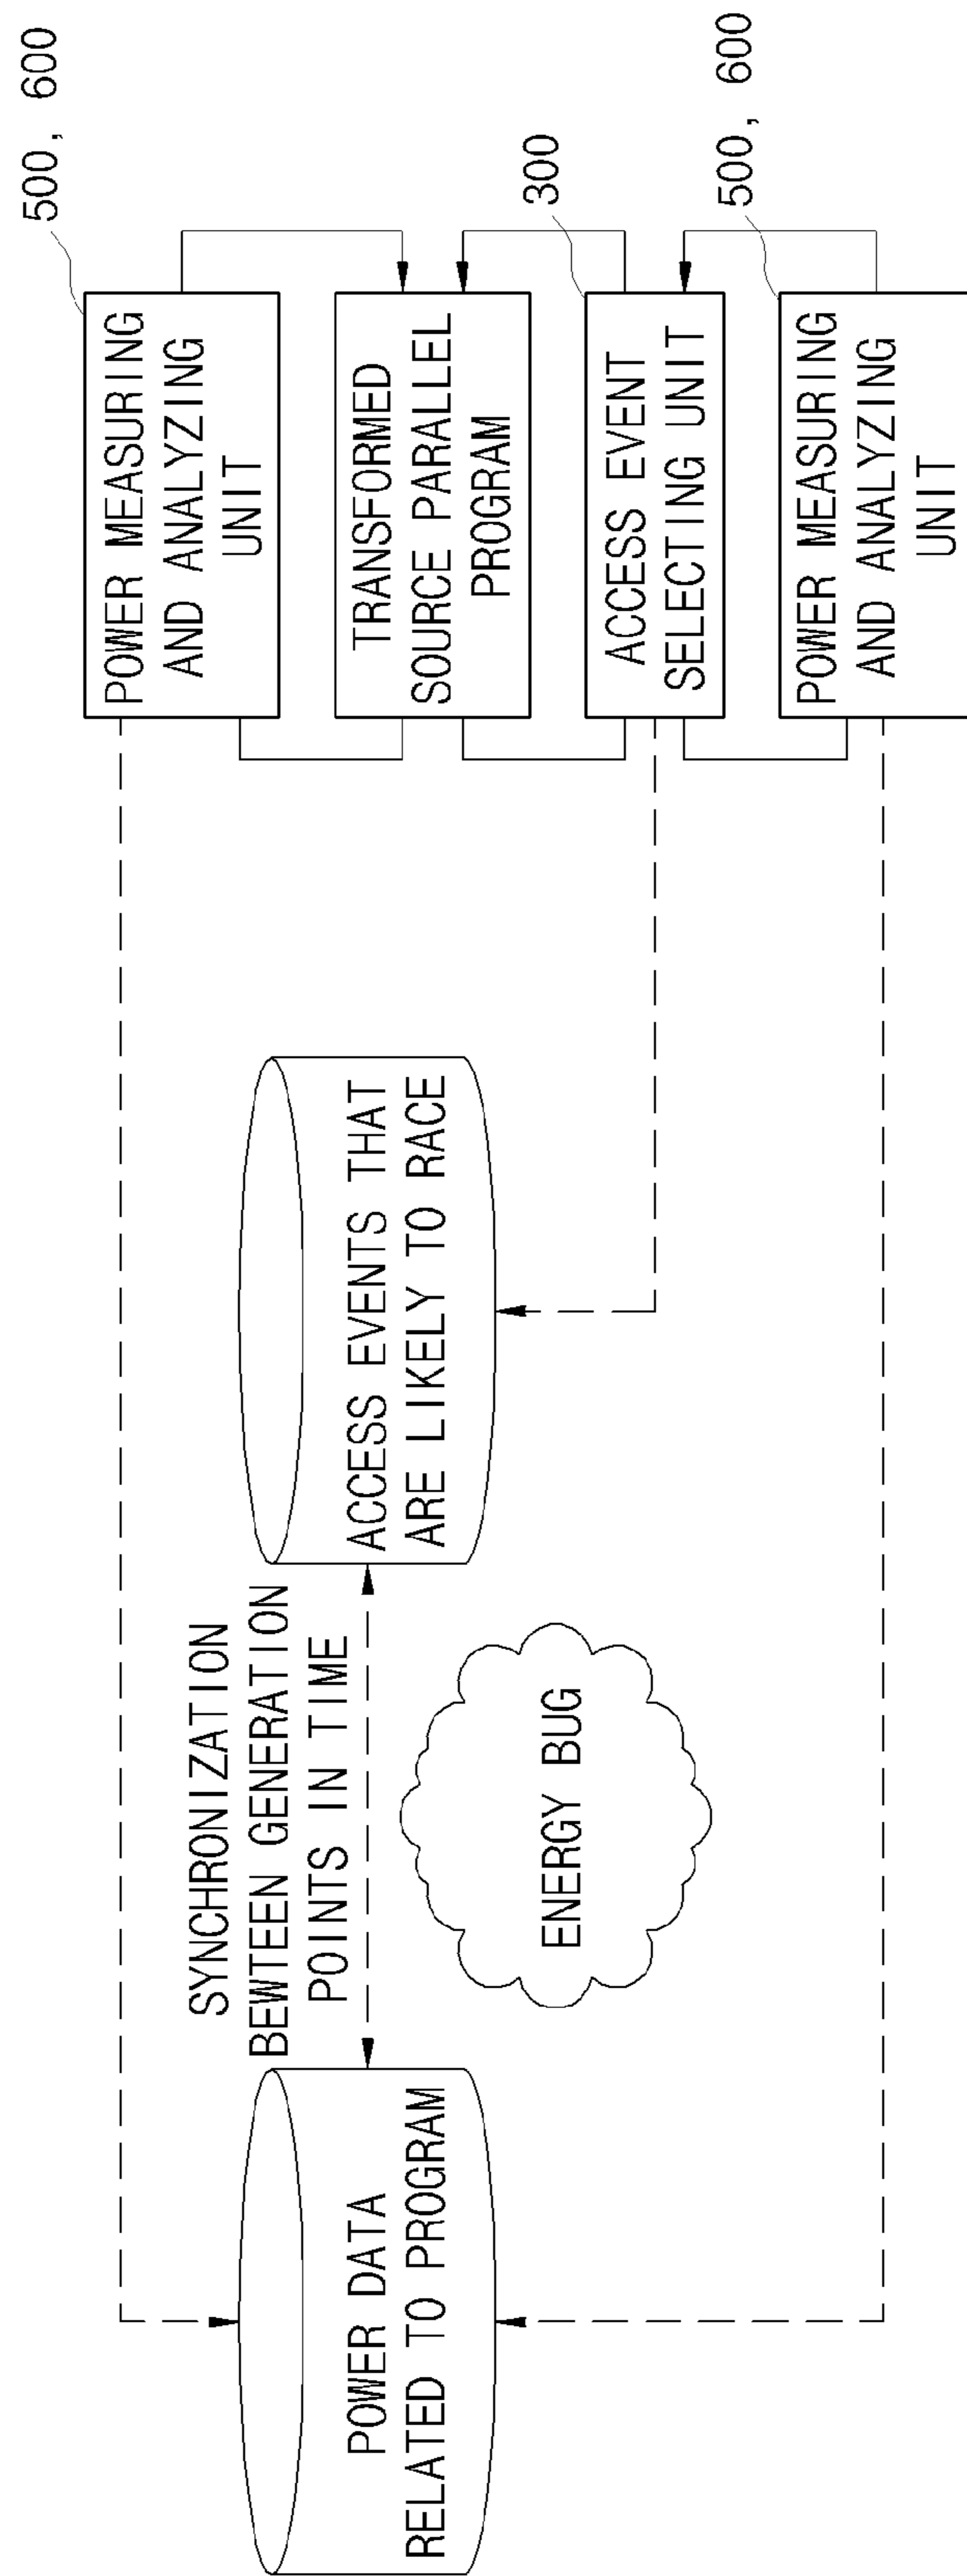 500, 600
POWER MEASURING
AND ANALYZING
UNIT
TRANSFORMED
SOURCE PARALLEL
PROGRAM
300
ACCESS EVENT
SELECTING UNIT
500, 600
POWER MEASURING
AND ANALYZING
UNIT
SYNCHRONIZATION
BEWTEEN GENERATION
POINTS IN TIME
POWER DATA
RELATED TO PROGRAM
ACCESS EVENTS THAT
ARE LIKELY TO RACE
ENERGY BUG